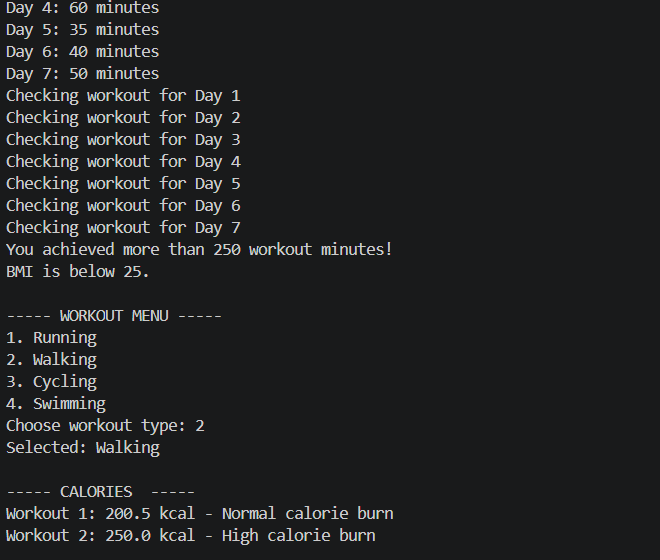 Day 4: 60 minutes
Day 5: 35 minutes
Day 6: 40 minutes
Day 7: 50 minutes
Checking workout for Day 1
Checking workout for Day 2
Checking workout for Day 3
Checking workout for Day 4
Checking workout for Day 5
Checking workout for Day 6
Checking workout for Day 7
You achieved more than 250 workout minutes!
BMI is below 25.
----- WORKOUT MENU -----
1. Running
2. Walking
3. Cycling
4. Swimming
Choose workout type: 2
Selected: Walking
----- CALORIES  -----
Workout 1: 200.5 kcal - Normal calorie burn
Workout 2: 250.0 kcal - High calorie burn